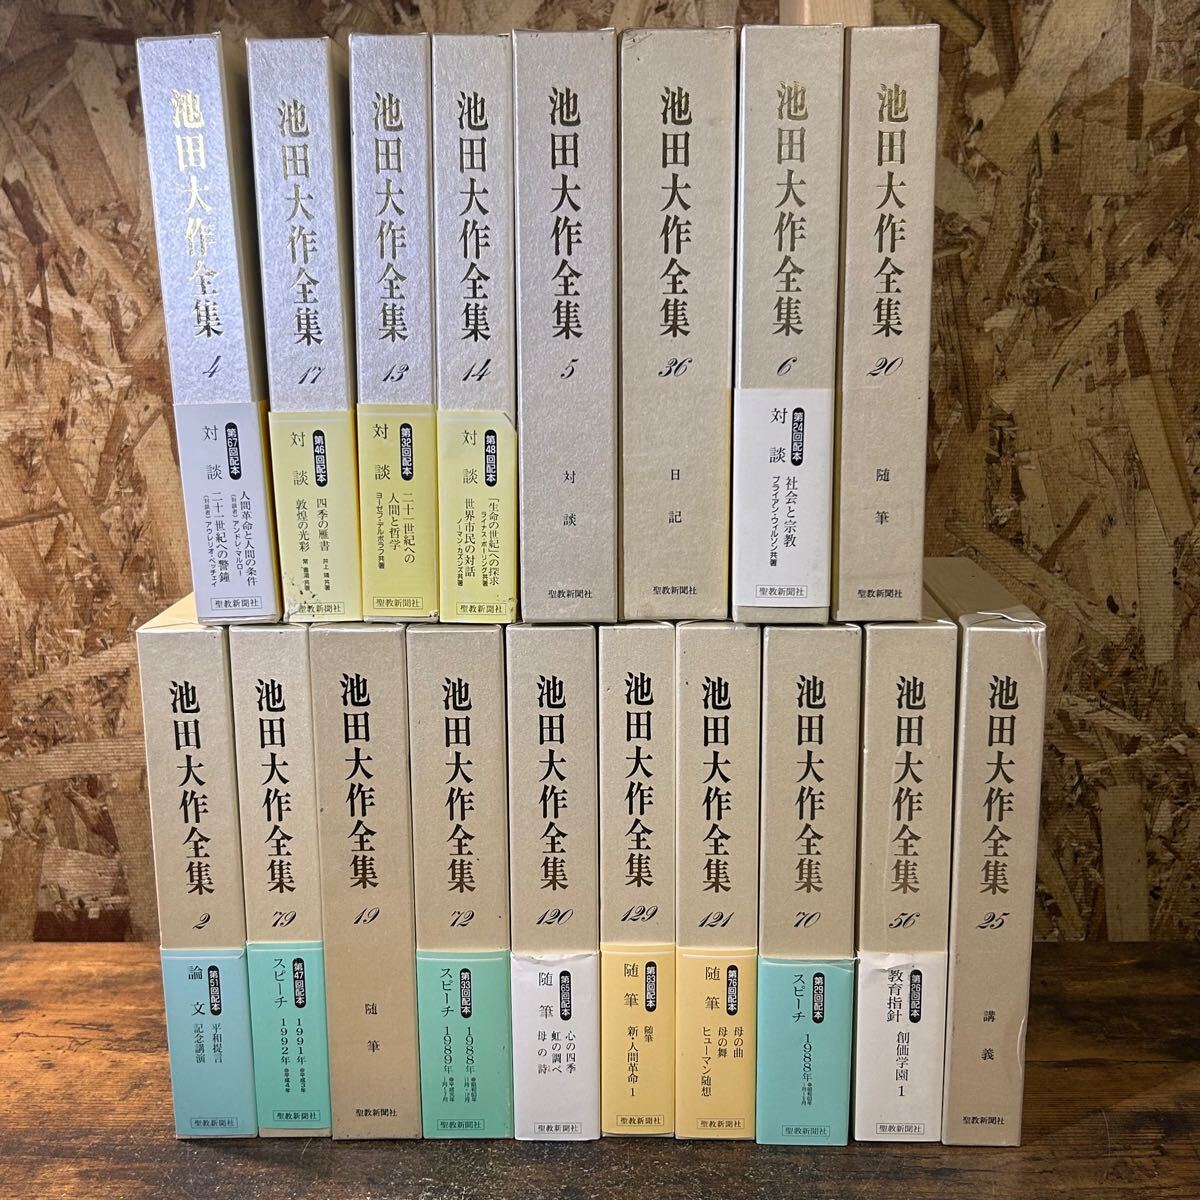 池田大作全集
4
第67回配本
対談
人間革命と人間の条件
(対談者)アンドレ・マルロー
二十一世紀への警鐘
(対談者)アウレリオ・ペッチェイ
聖教新聞社
池田大作全集
17
第46回配本
対談
四季の雁書
井上靖共著
敦煌の光彩
常書鴻共著
聖教新聞社
池田大作全集
13
第32回配本
対談
二十一世紀への
人間と哲学
ヨーゼフ・デルボラフ共著
聖教新聞社
池田大作全集
14
第48回配本
対談
「生命の世紀」への探求
ライナス・ポーリング共著
世界市民の対話
ノーマン・カズンズ共著
聖教新聞社
池田大作全集
5
対談
聖教新聞社
池田大作全集
36
日記
聖教新聞社
池田大作全集
6
第24回配本
対談
社会と宗教
ブライアン・ウィルソン共著
聖教新聞社
池田大作全集
20
随筆
聖教新聞社
池田大作全集
2
第51回配本
論文
平和提言
記念講演
聖教新聞社
池田大作全集
79
第47回配本
スピーチ
1991年
1992年
聖教新聞社
池田大作全集
19
随筆
聖教新聞社
池田大作全集
72
第33回配本
スピーチ
1988年
1989年
聖教新聞社
池田大作全集
120
第65回配本
随筆
心の四季
虹の調べ
母の詩
聖教新聞社
池田大作全集
129
第83回配本
随筆
随筆
新・人間革命1
聖教新聞社
池田大作全集
121
第76回配本
随筆
母の曲
母の舞
ヒューマン随想
聖教新聞社
池田大作全集
70
第29回配本
スピーチ
1988年
聖教新聞社
池田大作全集
56
第26回配本
教育指針
創価学園1
聖教新聞社
池田大作全集
25
講義
聖教新聞社